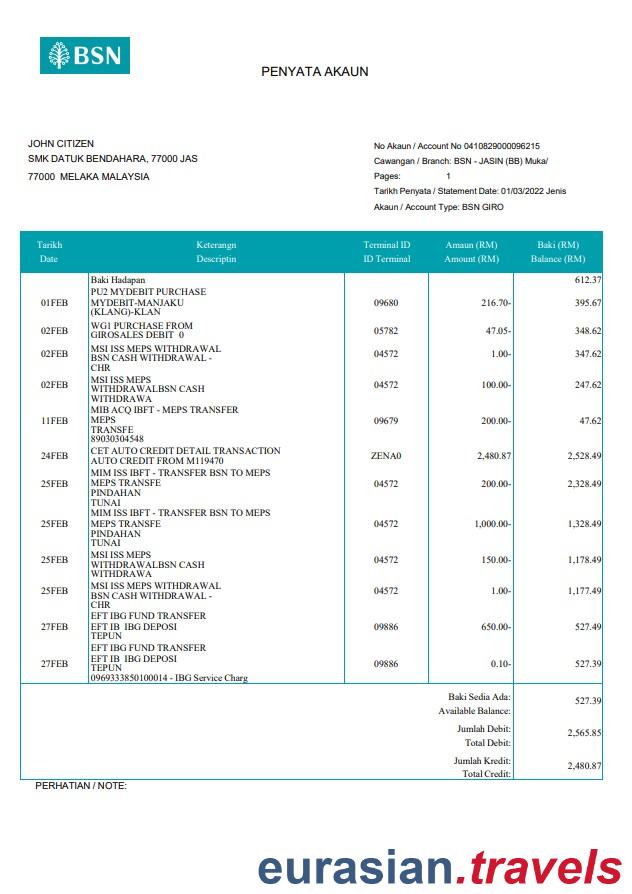 BSN
PENYATA AKAUN
JOHN CITIZEN
SMK DATUK BENDAHARA, 77000 JAS
77000 MELAKA MALAYSIA
No Akaun / Account No 0410829000096215
Cawangan / Branch: BSN - JASIN (BB) Muka/
Pages: 1
Tarikh Penyata / Statement Date: 01/03/2022 Jenis
Akaun / Account Type: BSN GIRO
Tarikh Keterangn Terminal ID Amaun (RM) Baki (RM)
Date Descriptin ID Terminal Amount (RM) Balance (RM)
Baki Hadapan 612.37
PU2 MYDEBIT PURCHASE
01FEB MYDEBIT-MANJAKU 09680 216.70- 395.67
(KLANG)-KLAN
WG1 PURCHASE FROM
02FEB GIROSALES DEBIT 0 05782 47.05- 348.62
MSI ISS MEPS WITHDRAWAL
02FEB BSN CASH WITHDRAWAL - 04572 1.00- 347.62
CHR
MSI ISS MEPS
02FEB WITHDRAWALBSN CASH 04572 100.00- 247.62
WITHDRAWA
MIB ACQ IBFT - MEPS TRANSFER
11FEB MEPS 09679 200.00- 47.62
TRANSFE
89030304548
CET AUTO CREDIT DETAIL TRANSACTION
24FEB AUTO CREDIT FROM M119470 ZENA0 2,480.87 2,528.49
MIM ISS IBFT - TRANSFER BSN TO MEPS
25FEB MEPS TRANSFE 04572 200.00- 2,328.49
PINDAHAN
TUNAI
MIM ISS IBFT - TRANSFER BSN TO MEPS
25FEB MEPS TRANSFE 04572 1,000.00- 1,328.49
PINDAHAN
TUNAI
MSI ISS MEPS
25FEB WITHDRAWALBSN CASH 04572 150.00- 1,178.49
WITHDRAWA
MSI ISS MEPS WITHDRAWAL
25FEB BSN CASH WITHDRAWAL - 04572 1.00- 1,177.49
CHR
EFT IBG FUND TRANSFER
27FEB EFT IB IBG DEPOSI 09886 650.00- 527.49
TEPUN
EFT IBG FUND TRANSFER
27FEB EFT IB IBG DEPOSI 09886 0.10- 527.39
TEPUN
0969333850100014 - IBG Service Charg
Baki Sedia Ada: 527.39
Available Balance:
Jumlah Debit: 2,565.85
Total Debit:
Jumlah Kredit: 2,480.87
Total Credit:
PERHATIAN / NOTE:
eurasian.travels